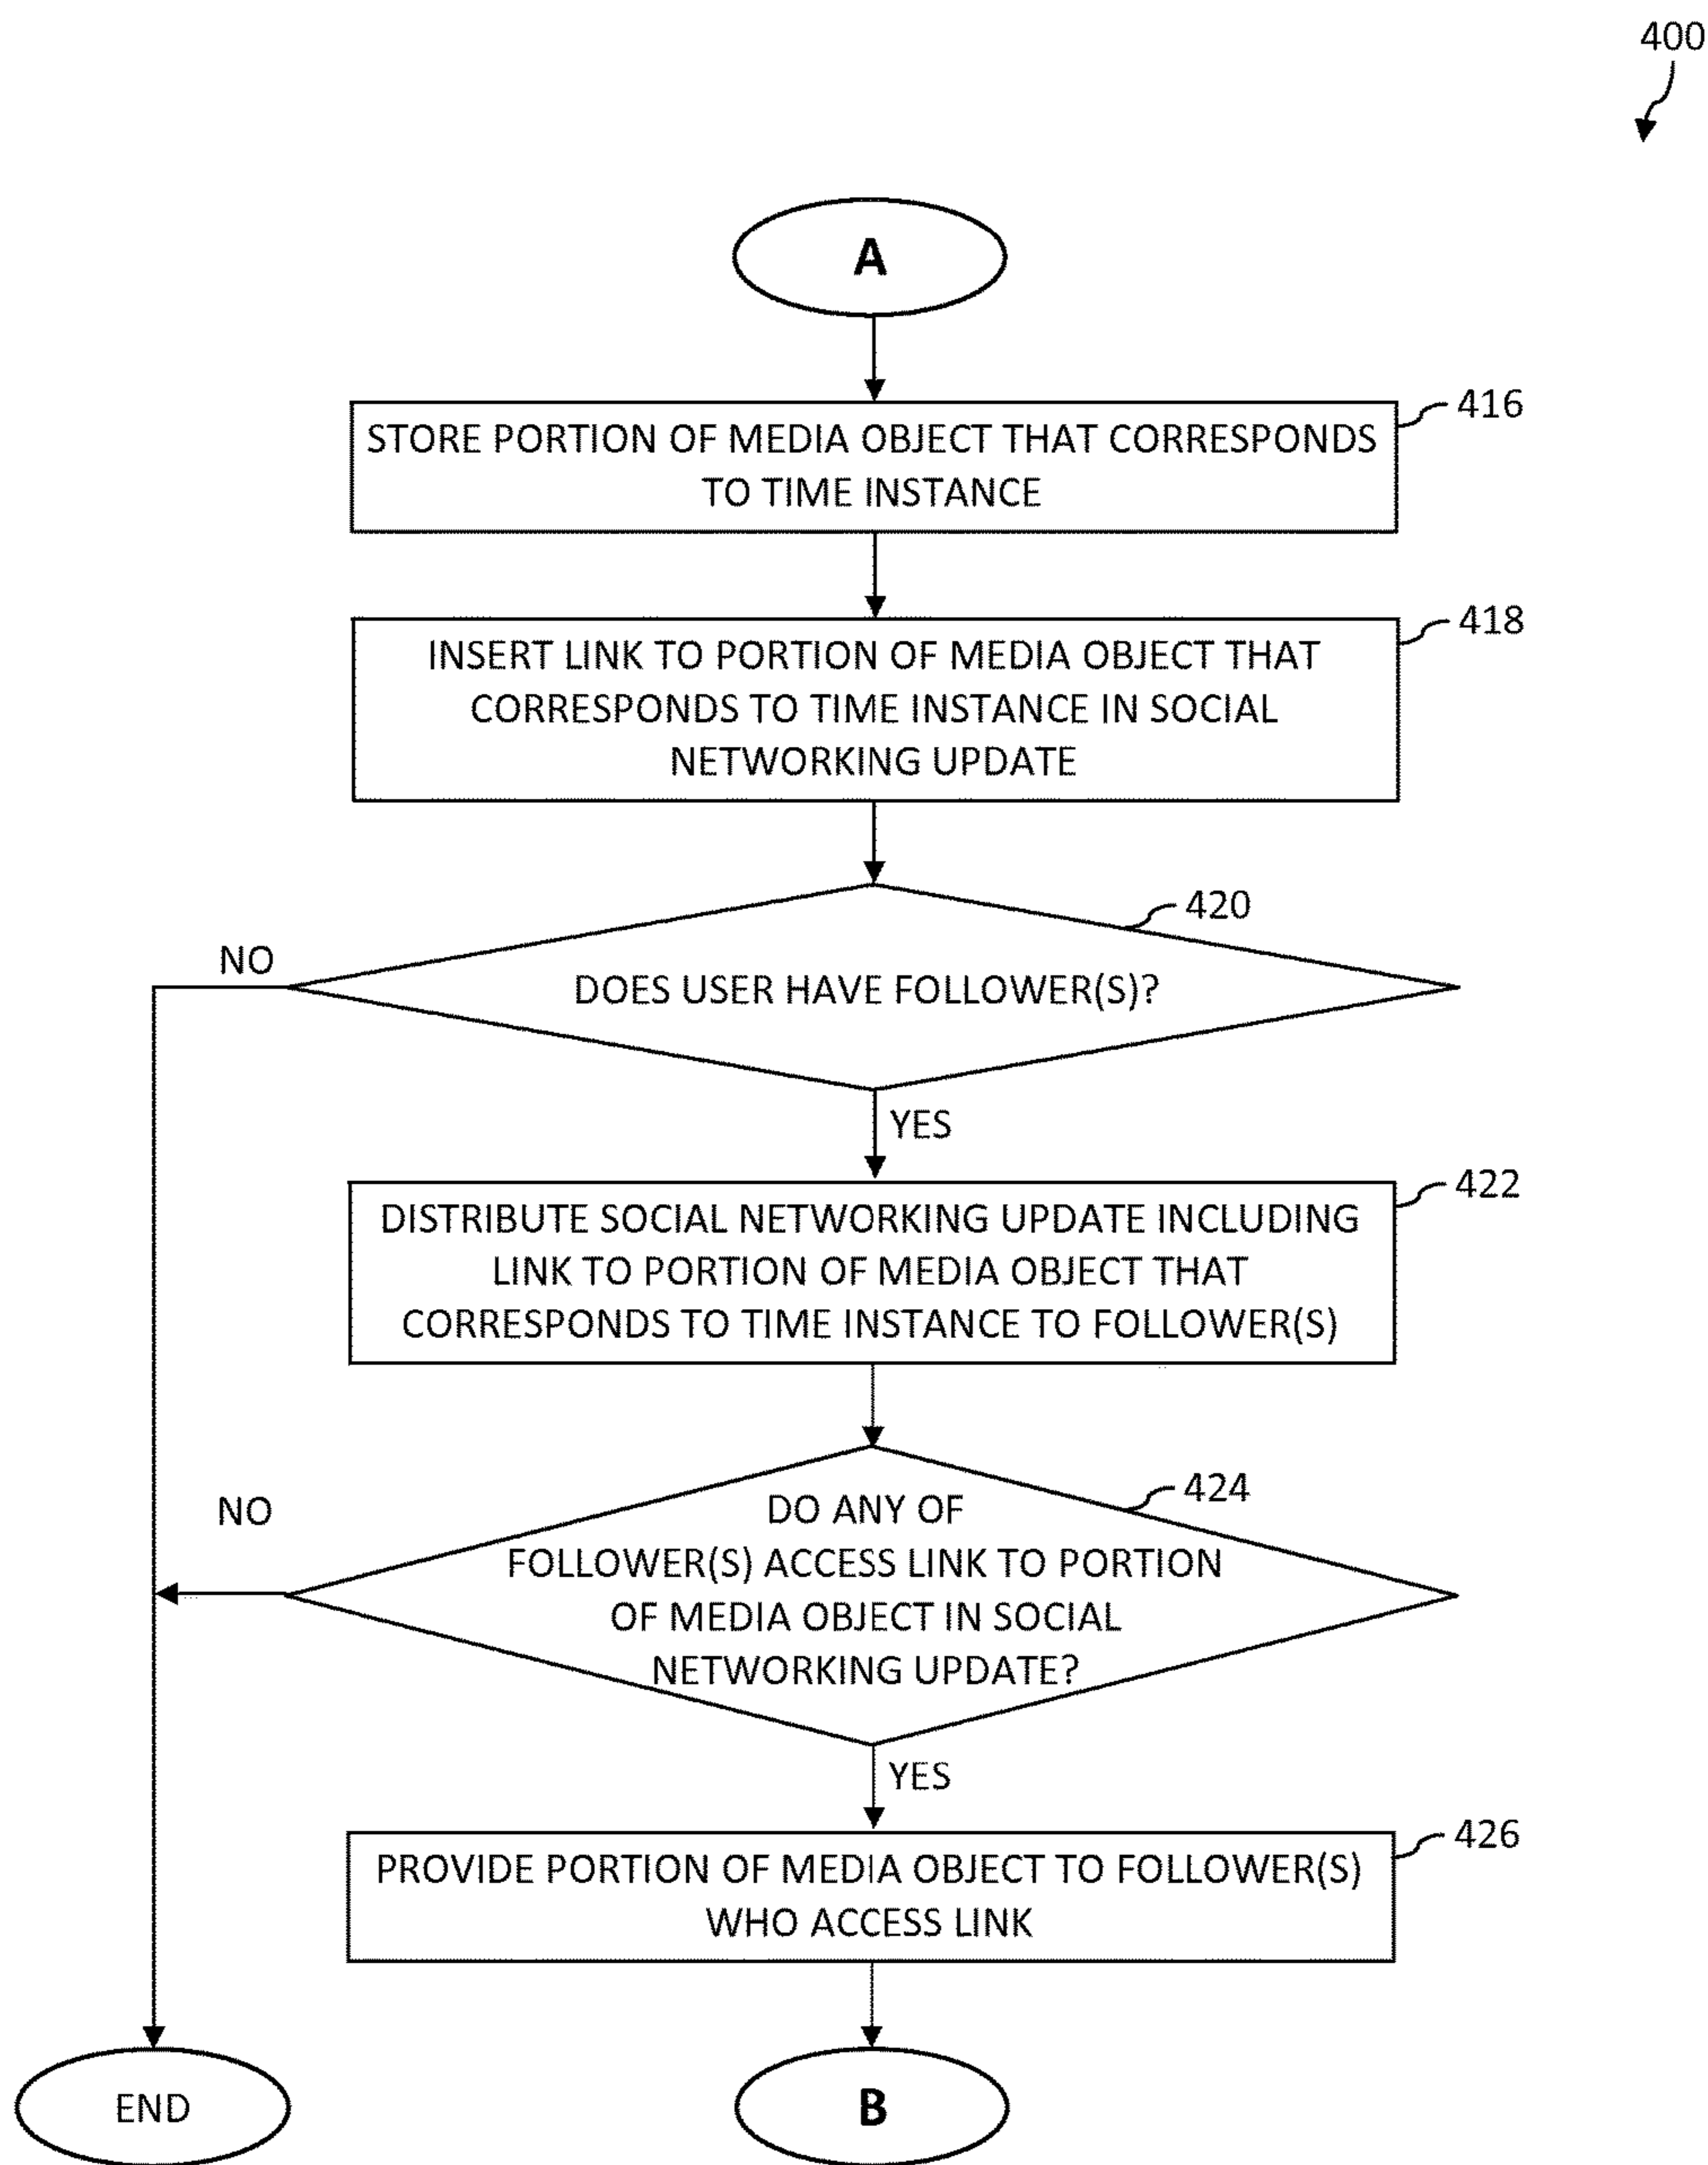 400
A
416
STORE PORTION OF MEDIA OBJECT THAT CORRESPONDS
TO TIME INSTANCE
418
INSERT LINK TO PORTION OF MEDIA OBJECT THAT
CORRESPONDS TO TIME INSTANCE IN SOCIAL
NETWORKING UPDATE
420
NO
DOES USER HAVE FOLLOWER(S)?
YES
422
DISTRIBUTE SOCIAL NETWORKING UPDATE INCLUDING
LINK TO PORTION OF MEDIA OBJECT THAT
CORRESPONDS TO TIME INSTANCE TO FOLLOWER(S)
424
NO
DO ANY OF
FOLLOWER(S) ACCESS LINK TO PORTION
OF MEDIA OBJECT IN SOCIAL
NETWORKING UPDATE?
YES
426
PROVIDE PORTION OF MEDIA OBJECT TO FOLLOWER(S)
WHO ACCESS LINK
END
B